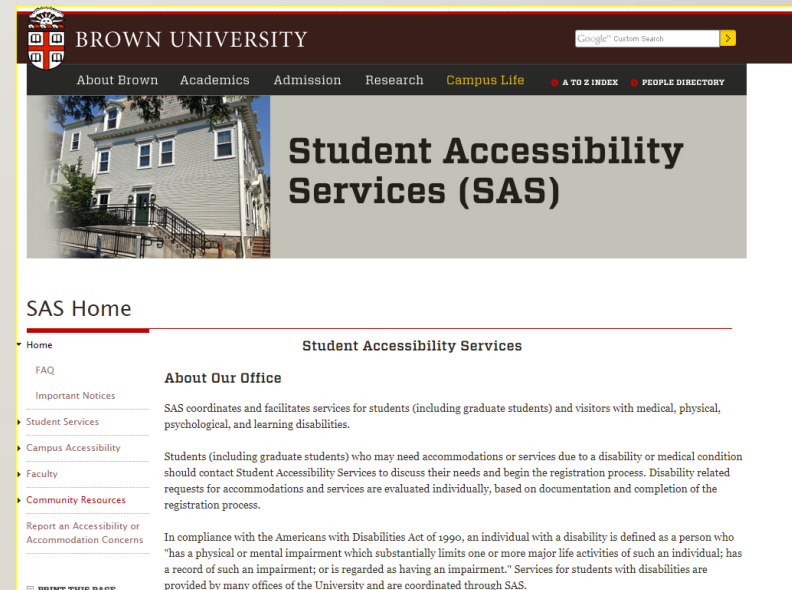 BROWN UNIVERSITY
Google™ Custom Search
About Brown Academics Admission Research Campus Life A TO Z INDEX PEOPLE DIRECTORY
Student Accessibility
Services (SAS)
SAS Home
Home
FAQ
Important Notices
Student Services
Campus Accessibility
Faculty
Community Resources
Report an Accessibility or
Accommodation Concerns
PRINT THIS PAGE
Student Accessibility Services
About Our Office
SAS coordinates and facilitates services for students (including graduate students) and visitors with medical, physical,
psychological, and learning disabilities.
Students (including graduate students) who may need accommodations or services due to a disability or medical condition
should contact Student Accessibility Services to discuss their needs and begin the registration process. Disability related
requests for accommodations and services are evaluated individually, based on documentation and completion of the
registration process.
In compliance with the Americans with Disabilities Act of 1990, an individual with a disability is defined as a person who
"has a physical or mental impairment which substantially limits one or more major life activities of such an individual; has
a record of such an impairment; or is regarded as having an impairment." Services for students with disabilities are
provided by many offices of the University and are coordinated through SAS.